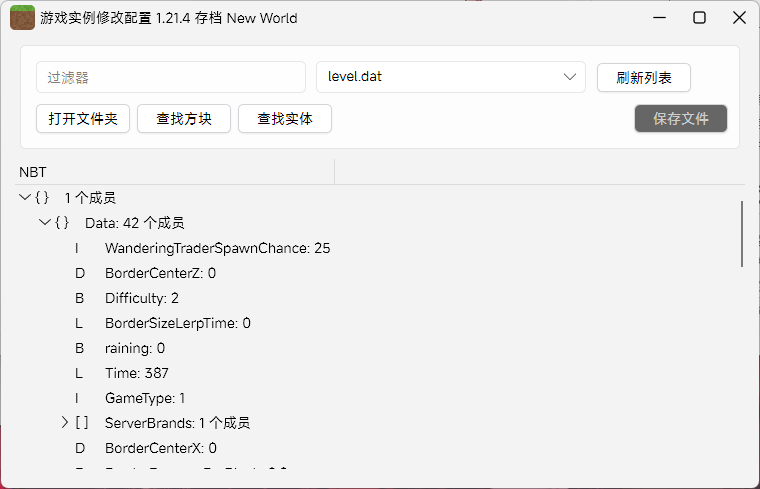 游戏实例修改配置 1.21.4 存档 New World
过滤器
level.dat
刷新列表
打开文件夹
查找方块
查找实体
保存文件
NBT
{ } 1 个成员
{ } Data: 42 个成员
I WanderingTraderSpawnChance: 25
D BorderCenterZ: 0
B Difficulty: 2
L BorderSizeLerpTime: 0
B raining: 0
L Time: 387
I GameType: 1
[ ] ServerBrands: 1 个成员
D BorderCenterX: 0